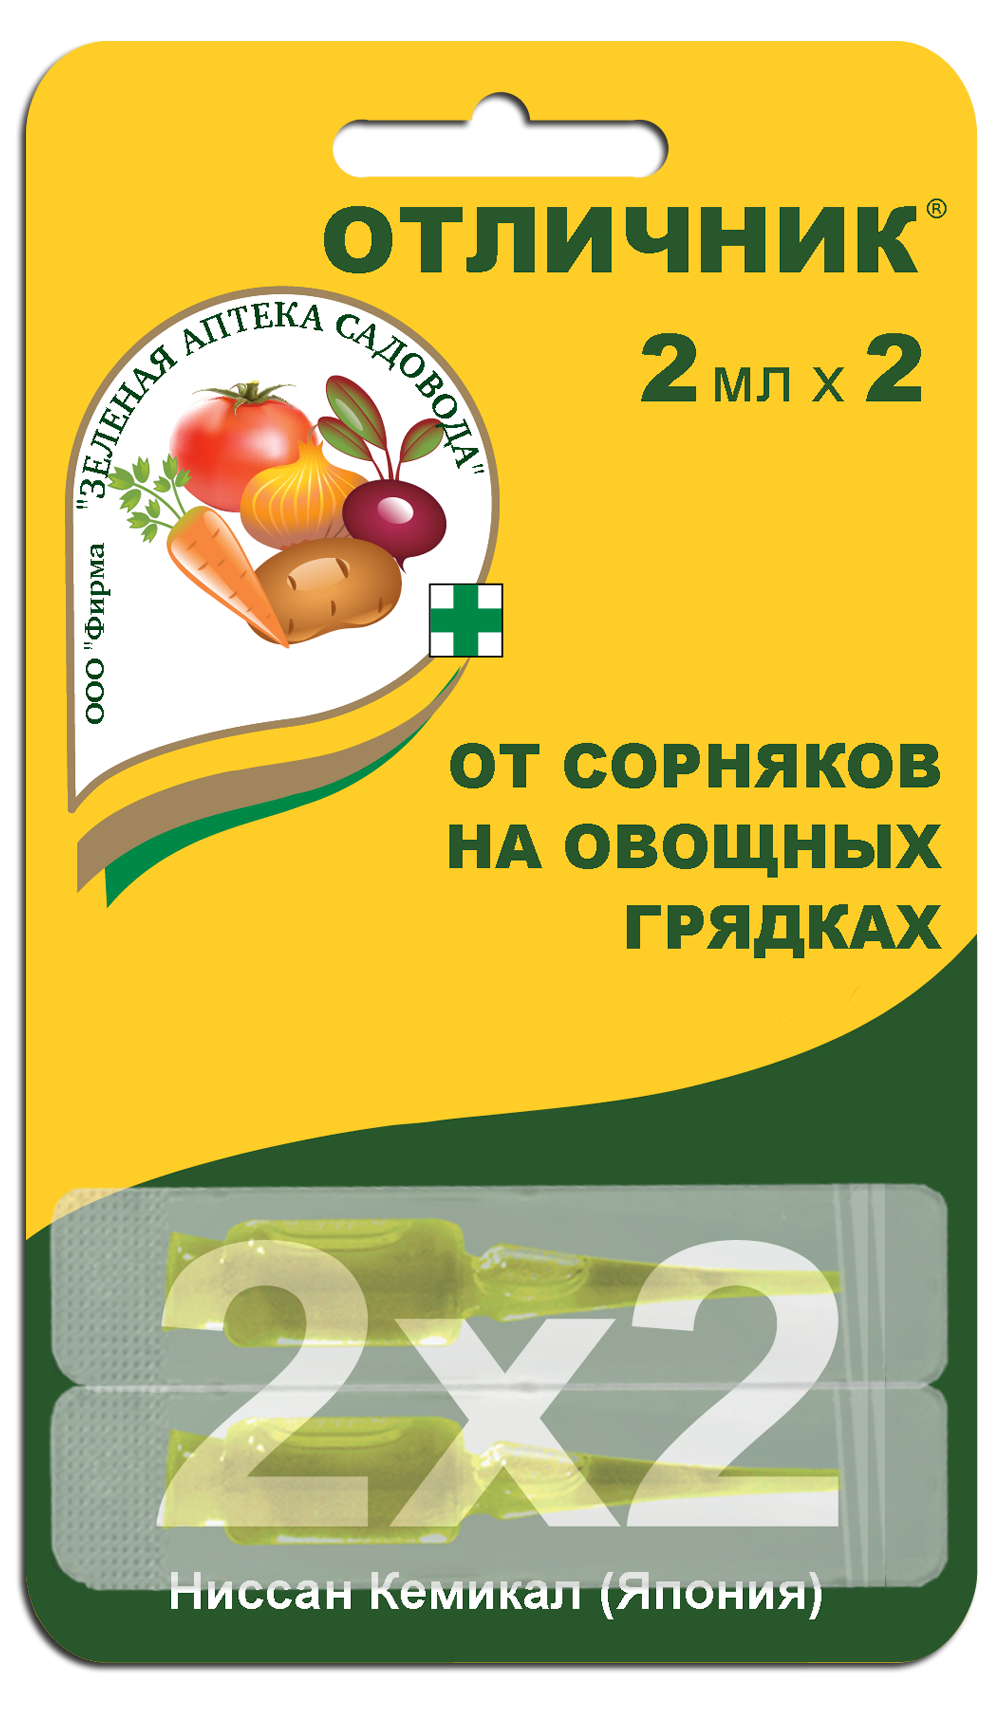 ОТЛИЧНИК®
2 мл х 2
ООО "Фирма
"ЗЕЛЕНАЯ АПТЕКА САДОВОДА"
ОТ СОРНЯКОВ
НА ОВОЩНЫХ
ГРЯДКАХ
2х2
Ниссан Кемикал (Япония)